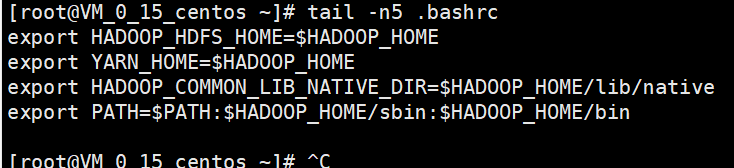 [root@VM_0_15_centos ~]# tail -n5 .bashrc
export HADOOP_HDFS_HOME=$HADOOP_HOME
export YARN_HOME=$HADOOP_HOME
export HADOOP_COMMON_LIB_NATIVE_DIR=$HADOOP_HOME/lib/native
export PATH=$PATH:$HADOOP_HOME/sbin:$HADOOP_HOME/bin
[root@VM_0_15_centos ~]# ^C